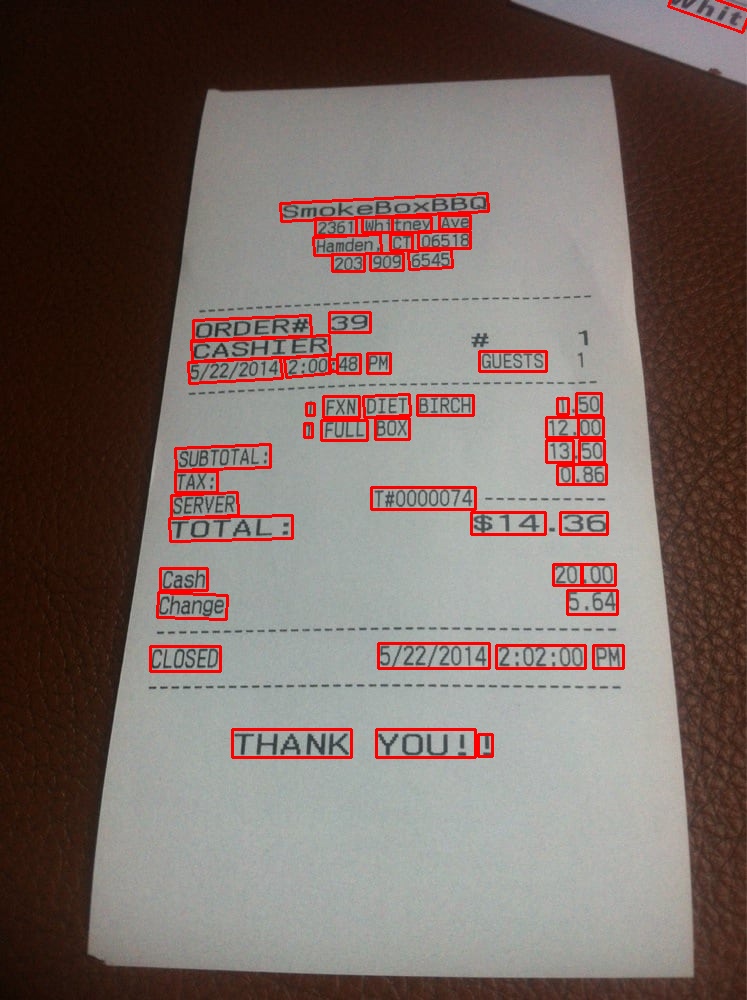 Whit
SmokeBoxBBQ
2361 Whitney Ave
Hamden, CT 06518
203 909 6545
ORDER# 39
CASHIER # 1
5/22/2014 2:00:48 PM GUESTS 1
1 FXN DIET BIRCH 1.50
1 FULL BOX 12.00
SUBTOTAL: 13.50
TAX: 0.86
SERVER T#0000074
TOTAL: $14.36
Cash 20.00
Change 5.64
CLOSED 5/22/2014 2:02:00 PM
THANK YOU!!